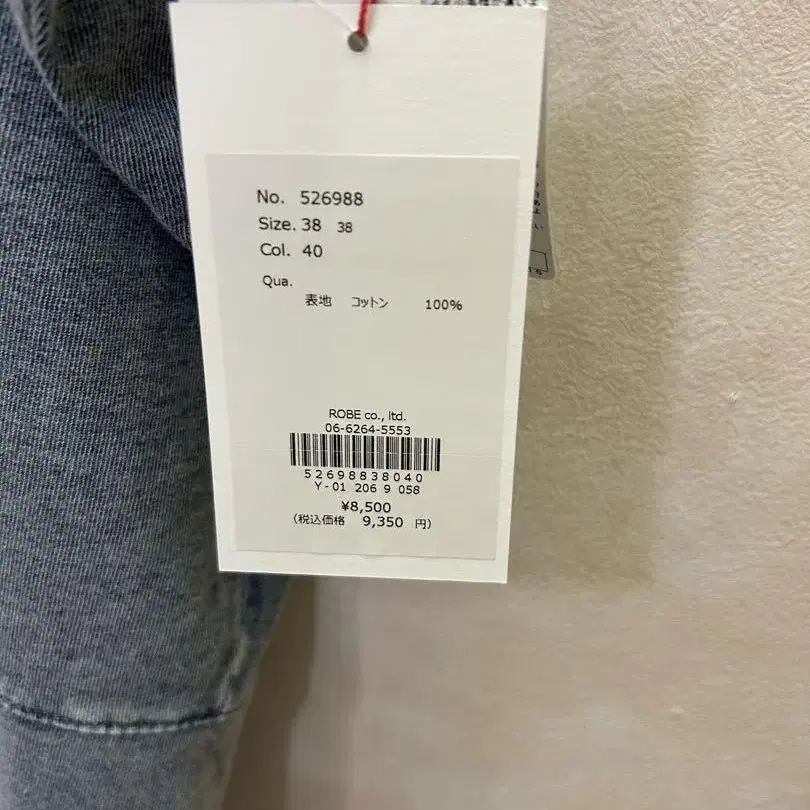 No. 526988
Size. 38 38
Col. 40
Qua.
表地 コットン 100%
ROBE co., ltd.
06-6264-5553
52698838040
Y-01 206 9 058
¥8,500
(税込価格 9,350 円)